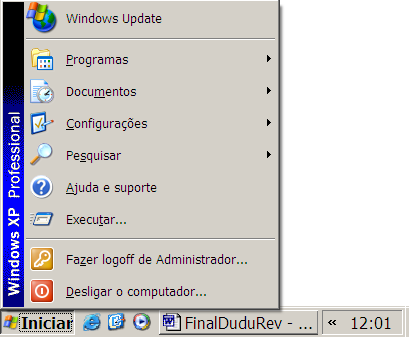 Windows Update
Programas
Documentos
Configurações
Pesquisar
Ajuda e suporte
Executar...
Fazer logoff de Administrador...
Desligar o computador...
Windows XP Professional
Iniciar
FinalDuduRev - ...
«
12:01